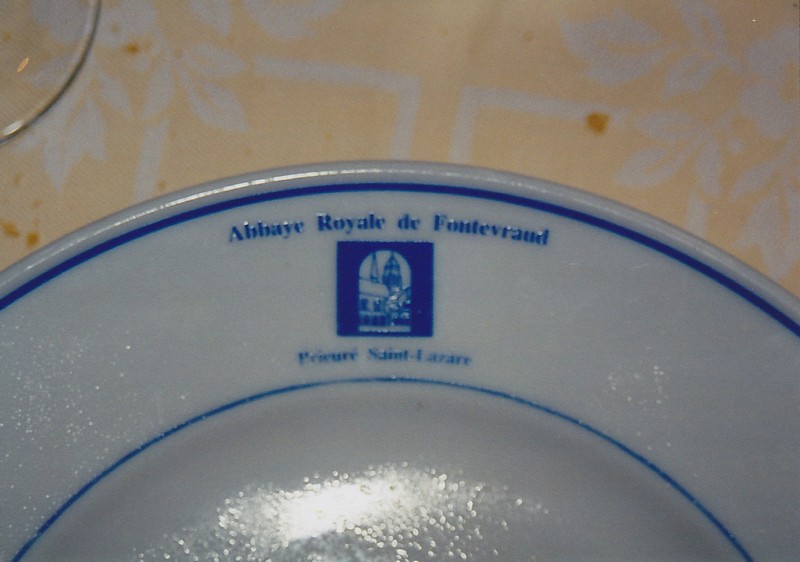 Abbaye Royale de Fontevraud
Prieuré Saint-Lazare